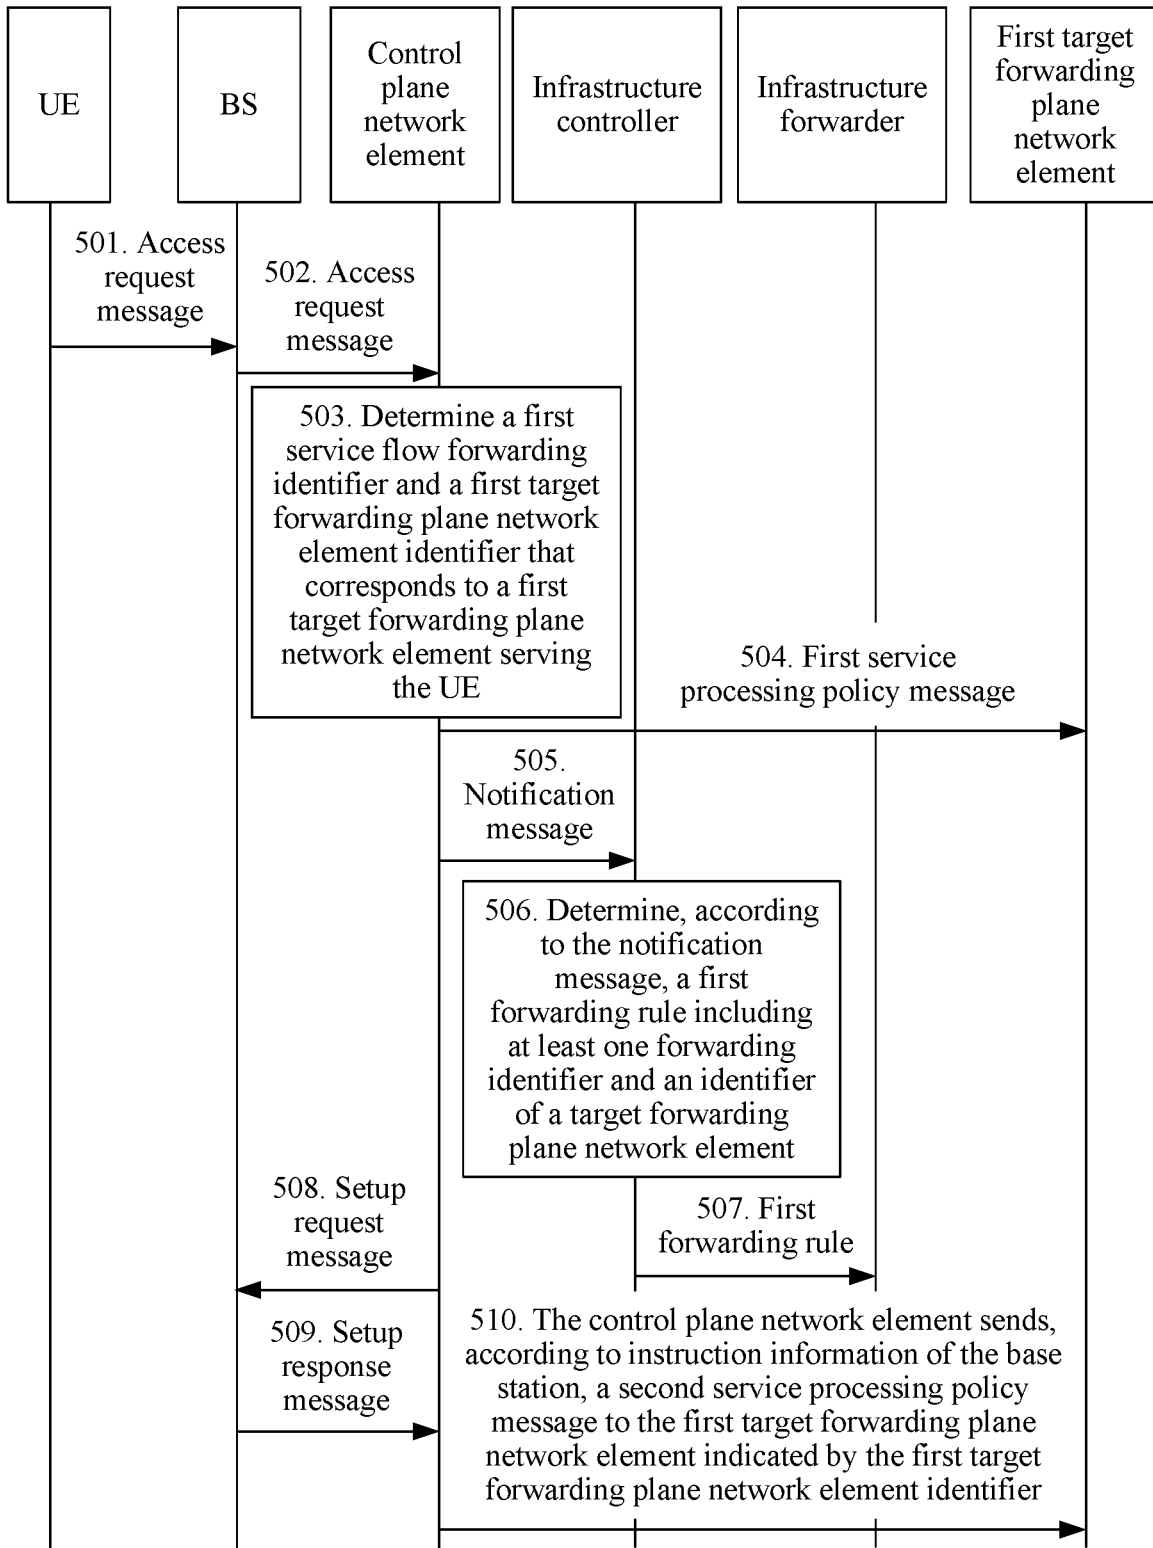 UE
BS
Control
plane
network
element
Infrastructure
controller
Infrastructure
forwarder
First target
forwarding
plane
network
element
501. Access
request
message
502. Access
request
message
503. Determine a first
service flow forwarding
identifier and a first target
forwarding plane network
element identifier that
corresponds to a first
target forwarding plane
network element serving
the UE
504. First service
processing policy message
505.
Notification
message
506. Determine, according
to the notification
message, a first
forwarding rule including
at least one forwarding
identifier and an identifier
of a target forwarding
plane network element
507. First
forwarding rule
508. Setup
request
message
509. Setup
response
message
510. The control plane network element sends,
according to instruction information of the base
station, a second service processing policy
message to the first target forwarding plane
network element indicated by the first target
forwarding plane network element identifier